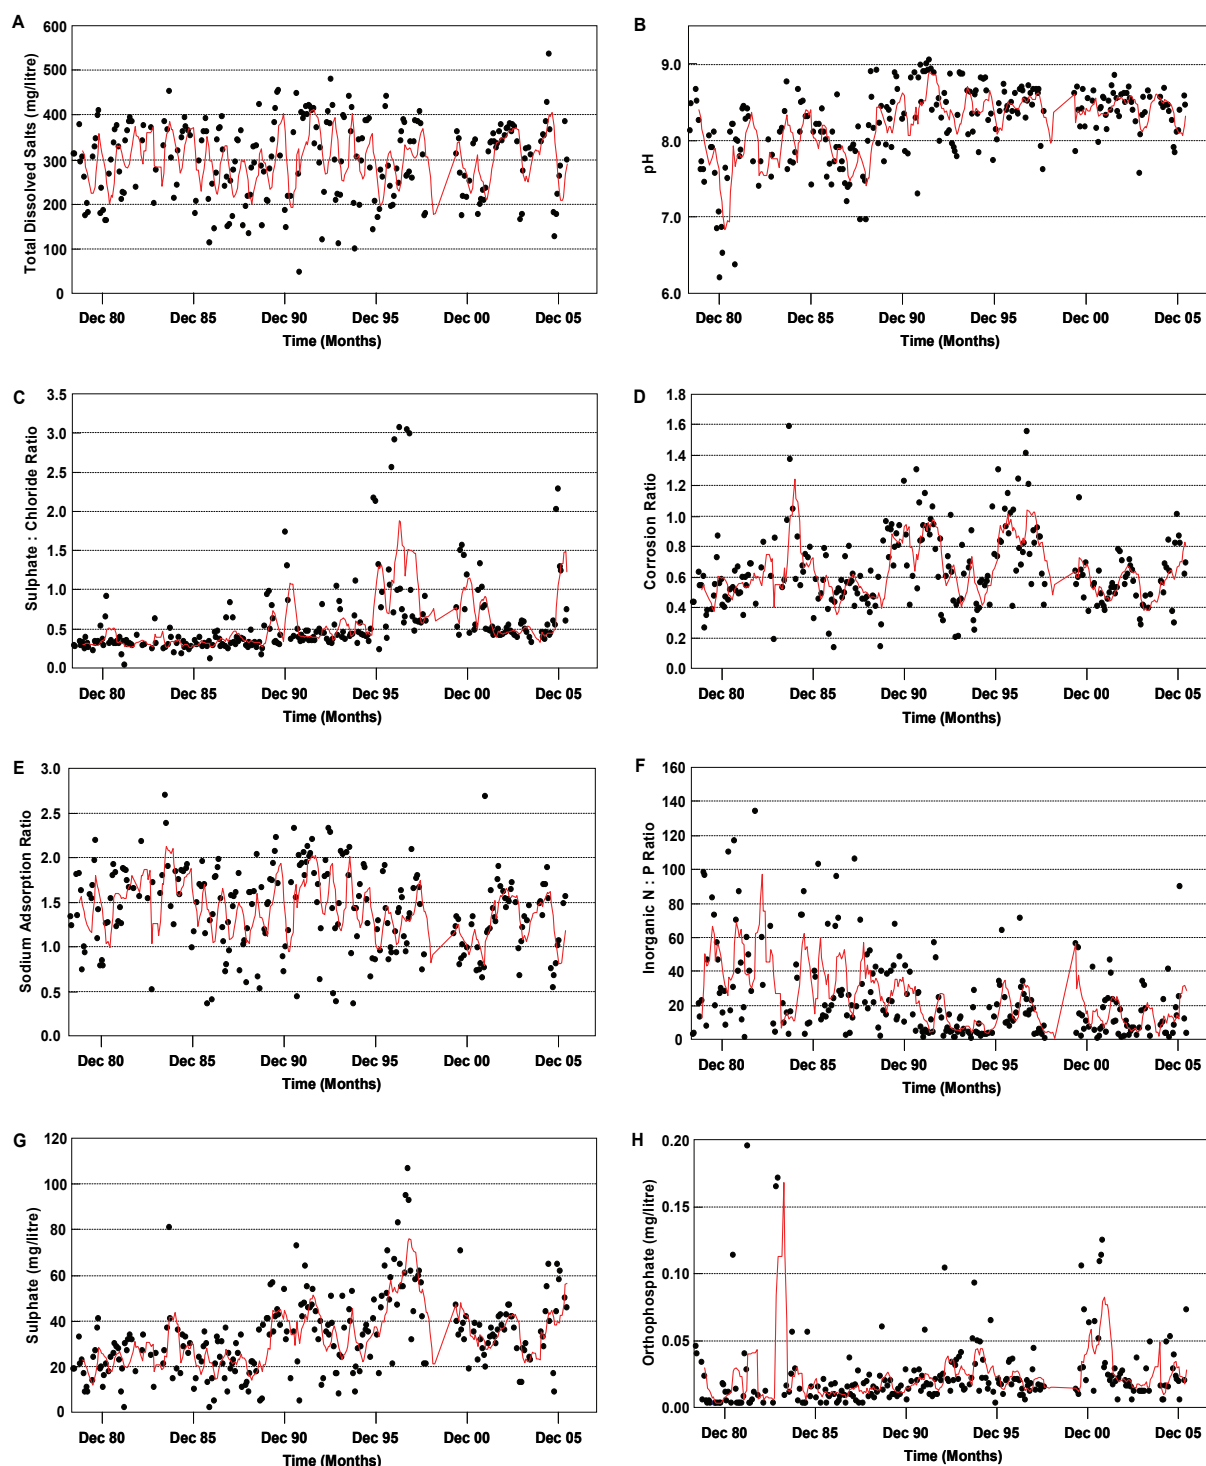 A
Total Dissolved Salts (mg/litre)
600
500
400
300
200
100
0
Dec 80 Dec 85 Dec 90 Dec 95 Dec 00 Dec 05
Time (Months)
B
pH
9.0
8.0
7.0
6.0
Dec 80 Dec 85 Dec 90 Dec 95 Dec 00 Dec 05
Time (Months)
C
Sulphate : Chloride Ratio
3.5
3.0
2.5
2.0
1.5
1.0
0.5
0.0
Dec 80 Dec 85 Dec 90 Dec 95 Dec 00 Dec 05
Time (Months)
D
Corrosion Ratio
1.8
1.6
1.4
1.2
1.0
0.8
0.6
0.4
0.2
0.0
Dec 80 Dec 85 Dec 90 Dec 95 Dec 00 Dec 05
Time (Months)
E
Sodium Adsorption Ratio
3.0
2.5
2.0
1.5
1.0
0.5
0.0
Dec 80 Dec 85 Dec 90 Dec 95 Dec 00 Dec 05
Time (Months)
F
Inorganic N : P Ratio
160
140
120
100
80
60
40
20
0
Dec 80 Dec 85 Dec 90 Dec 95 Dec 00 Dec 05
Time (Months)
G
Sulphate (mg/litre)
120
100
80
60
40
20
0
Dec 80 Dec 85 Dec 90 Dec 95 Dec 00 Dec 05
Time (Months)
H
Orthophosphate (mg/litre)
0.20
0.15
0.10
0.05
0.00
Dec 80 Dec 85 Dec 90 Dec 95 Dec 00 Dec 05
Time (Months)